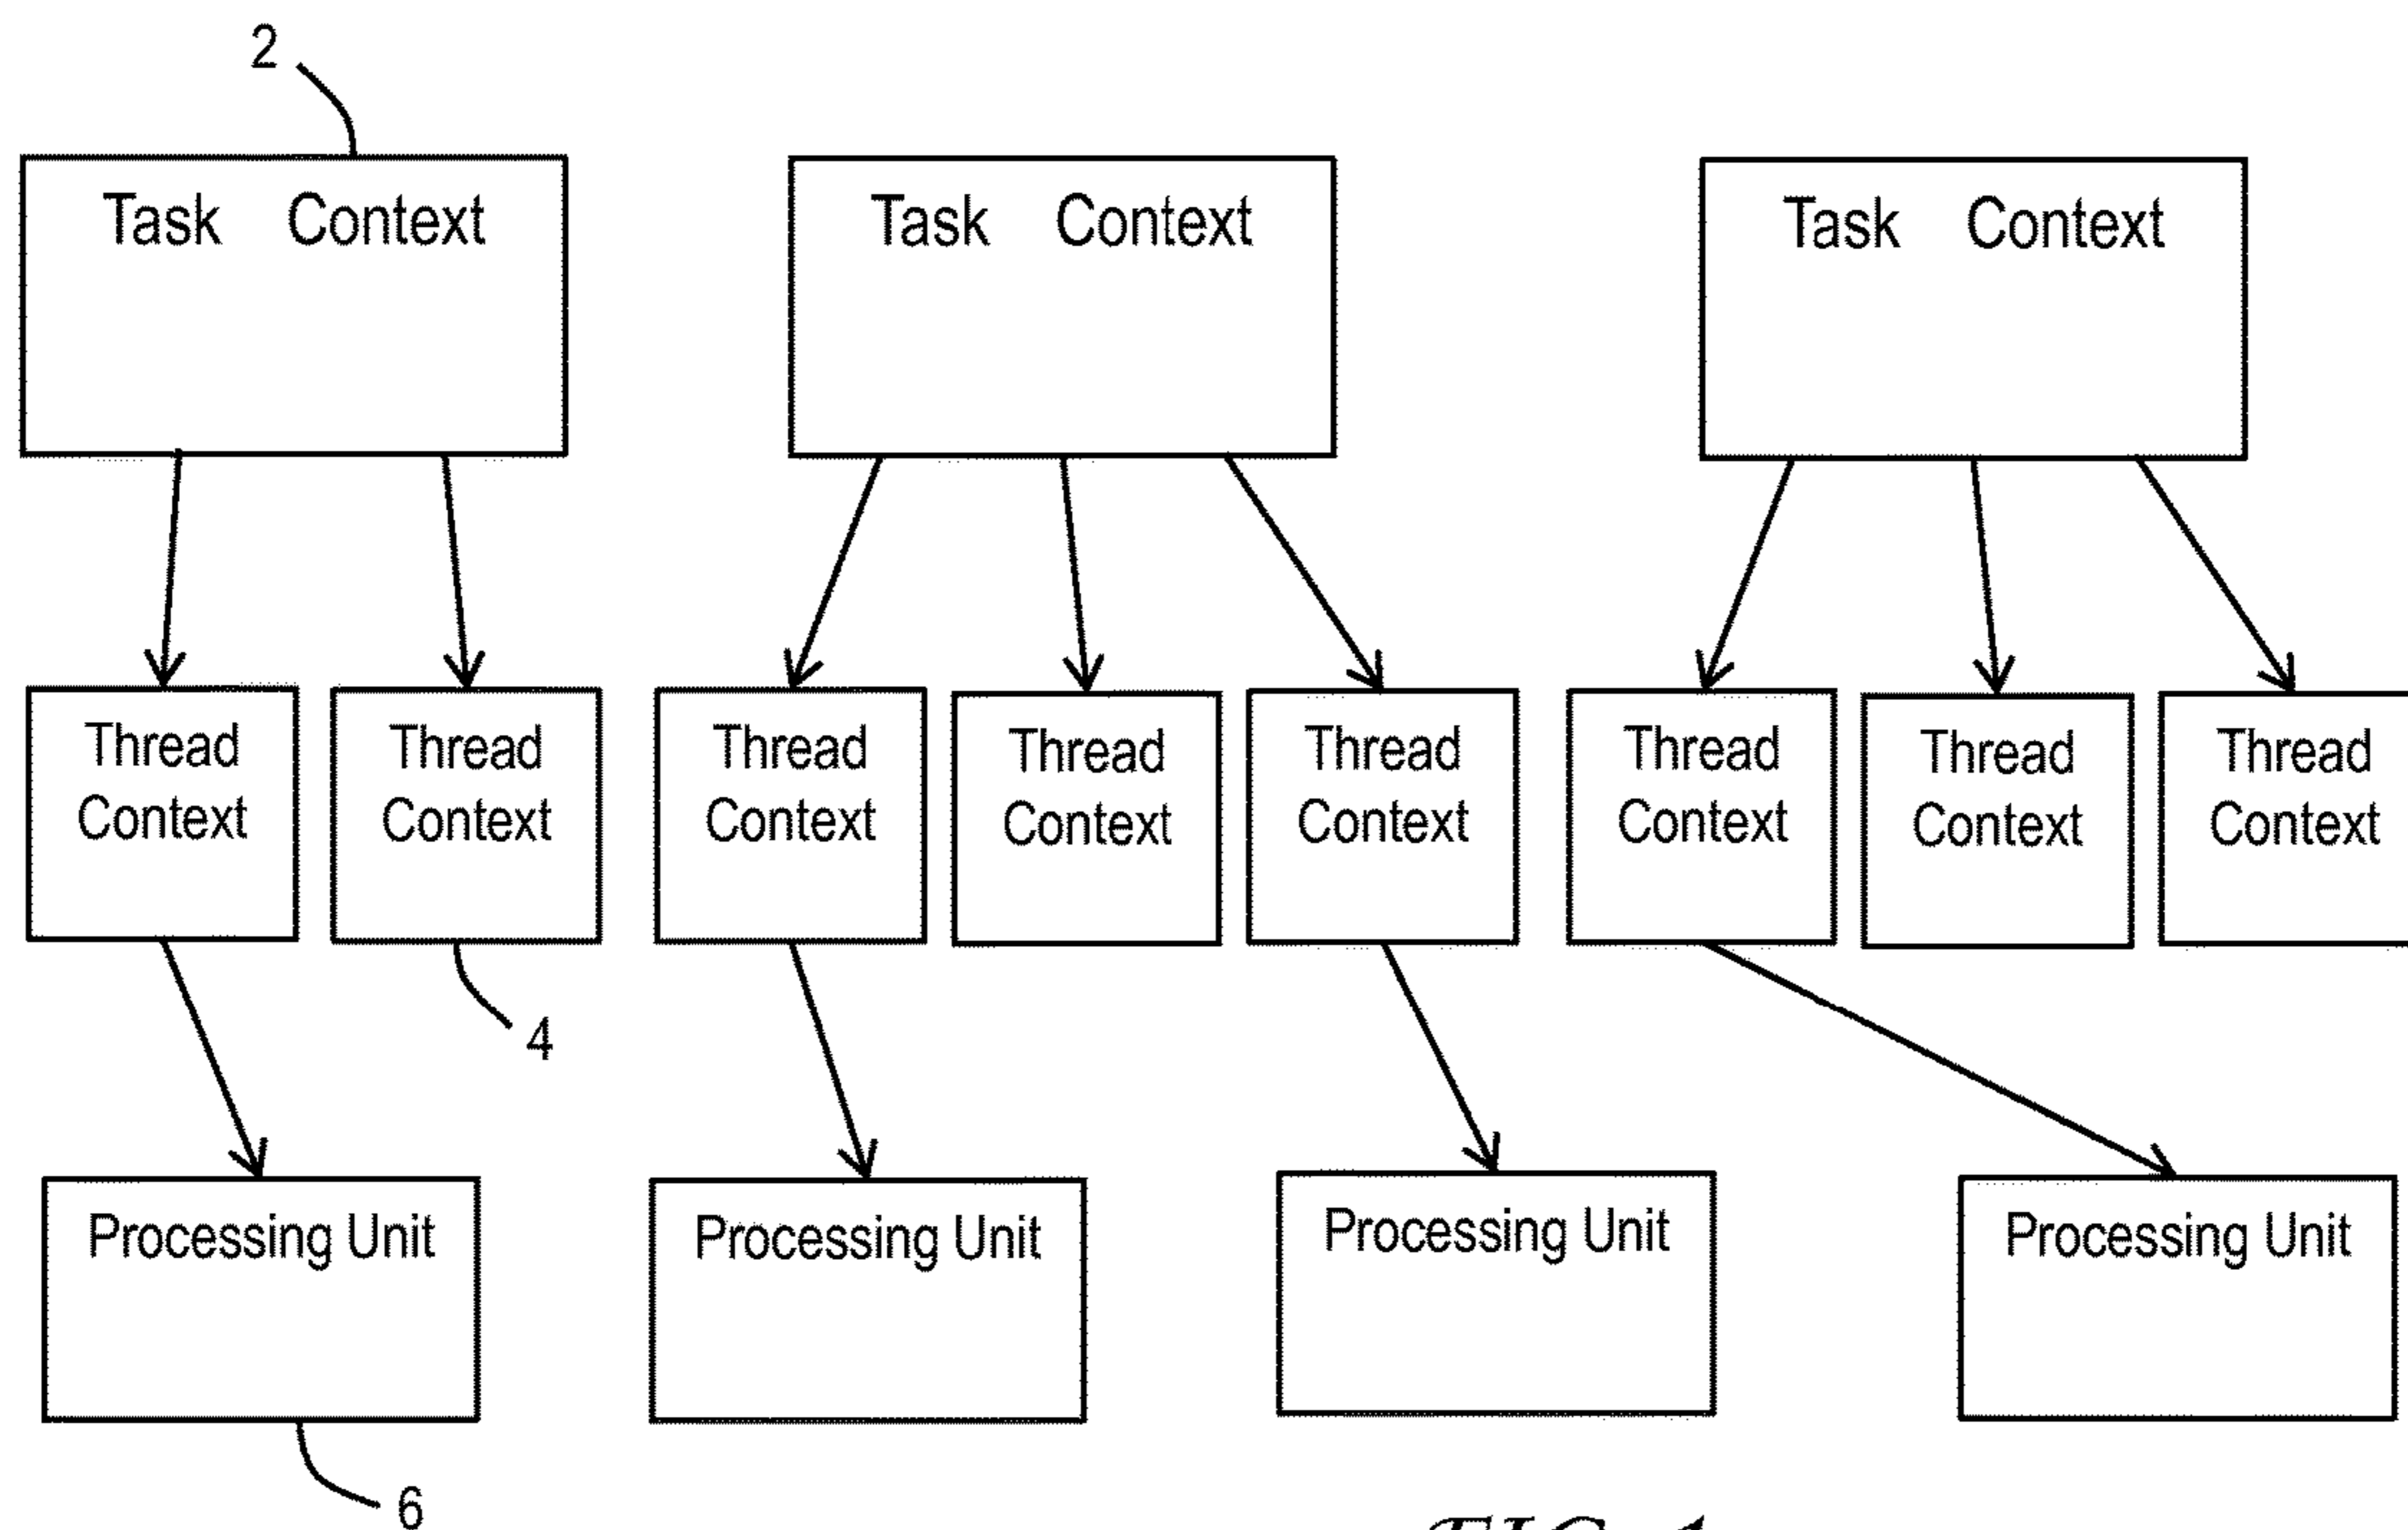 2
Task Context
Task Context
Task Context
Thread
Context
Thread
Context
Thread
Context
Thread
Context
Thread
Context
Thread
Context
Thread
Context
Thread
Context
4
Processing Unit
Processing Unit
Processing Unit
Processing Unit
6